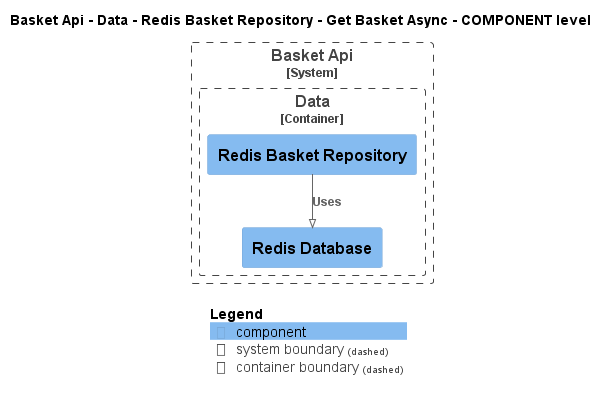 Basket Api - Data - Redis Basket Repository - Get Basket Async - COMPONENT level
Basket Api
[System]
Data
[Container]
Redis Basket Repository
Uses
Redis Database
Legend
component
system boundary (dashed)
container boundary (dashed)